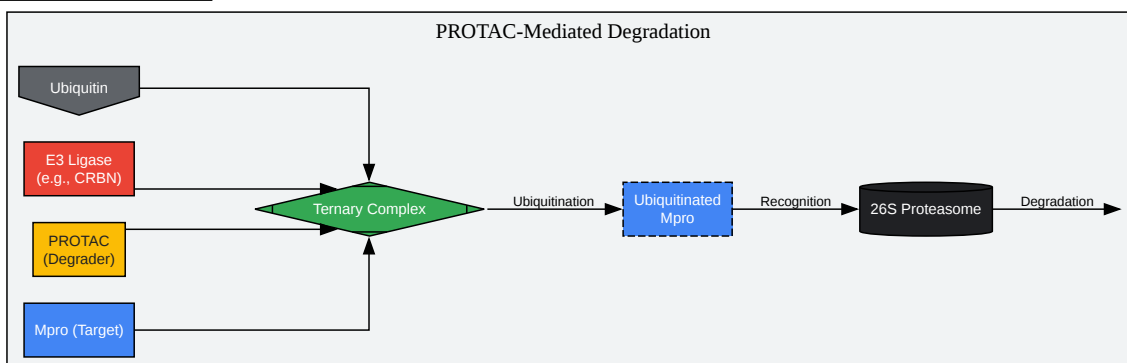 PROTAC-Mediated Degradation
Ubiquitin
E3 Ligase
(e.g., CRBN)
PROTAC
(Degrader)
Mpro (Target)
Ternary Complex
Ubiquitination
Ubiquitinated
Mpro
Recognition
26S Proteasome
Degradation